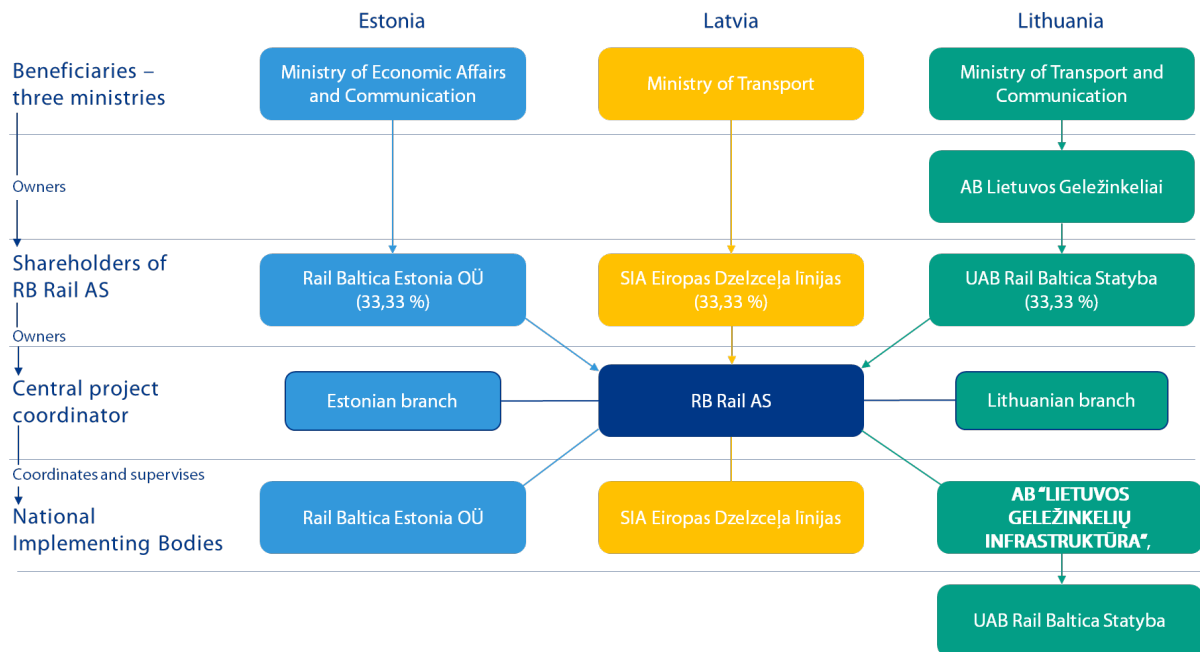 Estonia
Latvia
Lithuania
Beneficiaries –
three ministries
Ministry of Economic Affairs
and Communication
Ministry of Transport
Ministry of Transport and
Communication
Owners
AB Lietuvos Geležinkeliai
Shareholders of
RB Rail AS
Rail Baltica Estonia OÜ
(33,33 %)
SIA Eiropas Dzelzceļa līnijas
(33,33 %)
UAB Rail Baltica Statyba
(33,33 %)
Owners
Central project
coordinator
Estonian branch
RB Rail AS
Lithuanian branch
Coordinates and supervises
National
Implementing Bodies
Rail Baltica Estonia OÜ
SIA Eiropas Dzelzceļa līnijas
AB “LIETUVOS
GELEŽINKELIŲ
INFRASTRUKTŪRA”,
UAB Rail Baltica Statyba